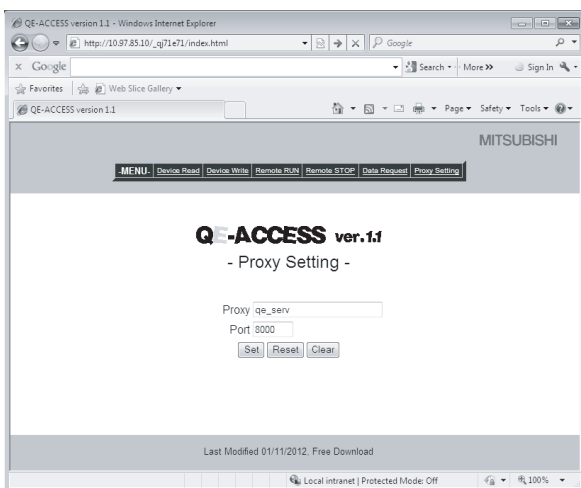 QE-ACCESS version 1.1 - Windows Internet Explorer
http://10.97.85.10/_qj71e71/index.html
Google
x Google Search More >> Sign In
Favorites Web Slice Gallery
QE-ACCESS version 1.1 Page Safety Tools
MITSUBISHI
-MENU- Device Read Device Write Remote RUN Remote STOP Data Request Proxy Setting
QE-ACCESS ver.1.1
- Proxy Setting -
Proxy qe_serv
Port 8000
Set Reset Clear
Last Modified 01/11/2012, Free Download
Local intranet | Protected Mode: Off 100%